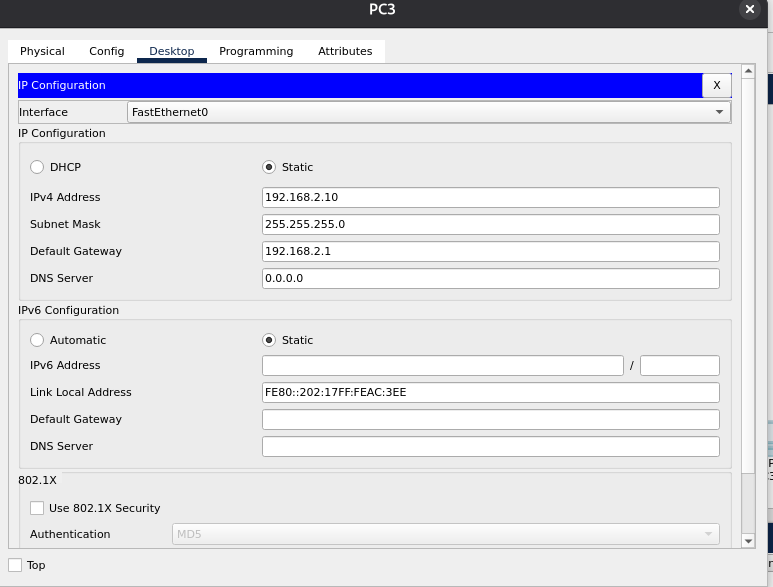 PC3
Physical Config Desktop Programming Attributes
IP Configuration X
Interface FastEthernet0
IP Configuration
DHCP Static
IPv4 Address 192.168.2.10
Subnet Mask 255.255.255.0
Default Gateway 192.168.2.1
DNS Server 0.0.0.0
IPv6 Configuration
Automatic Static
IPv6 Address /
Link Local Address FE80::202:17FF:FEAC:3EE
Default Gateway
DNS Server
802.1X
Use 802.1X Security
Authentication MD5
Top